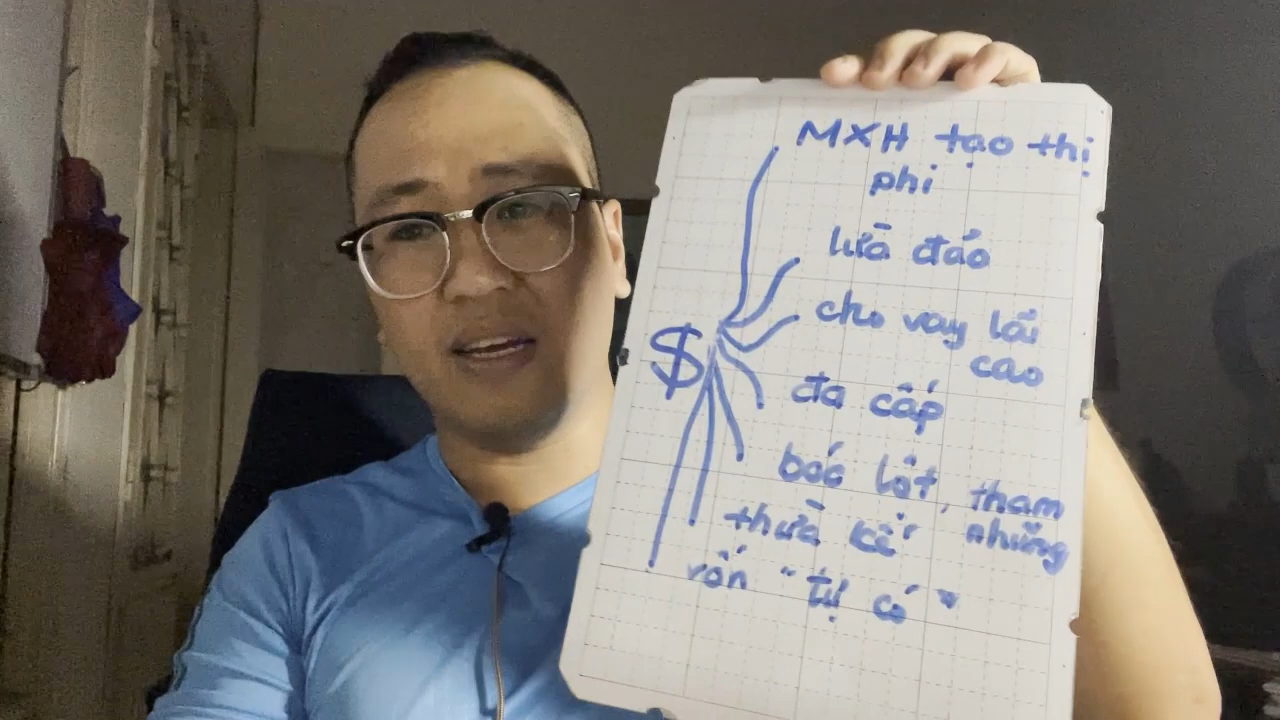 MXH tạo thị
phi
lừa đảo
$
cho vay lãi
cao
đa cấp
bóc lột, tham
nhũng
thừa kế
vốn "tự có"